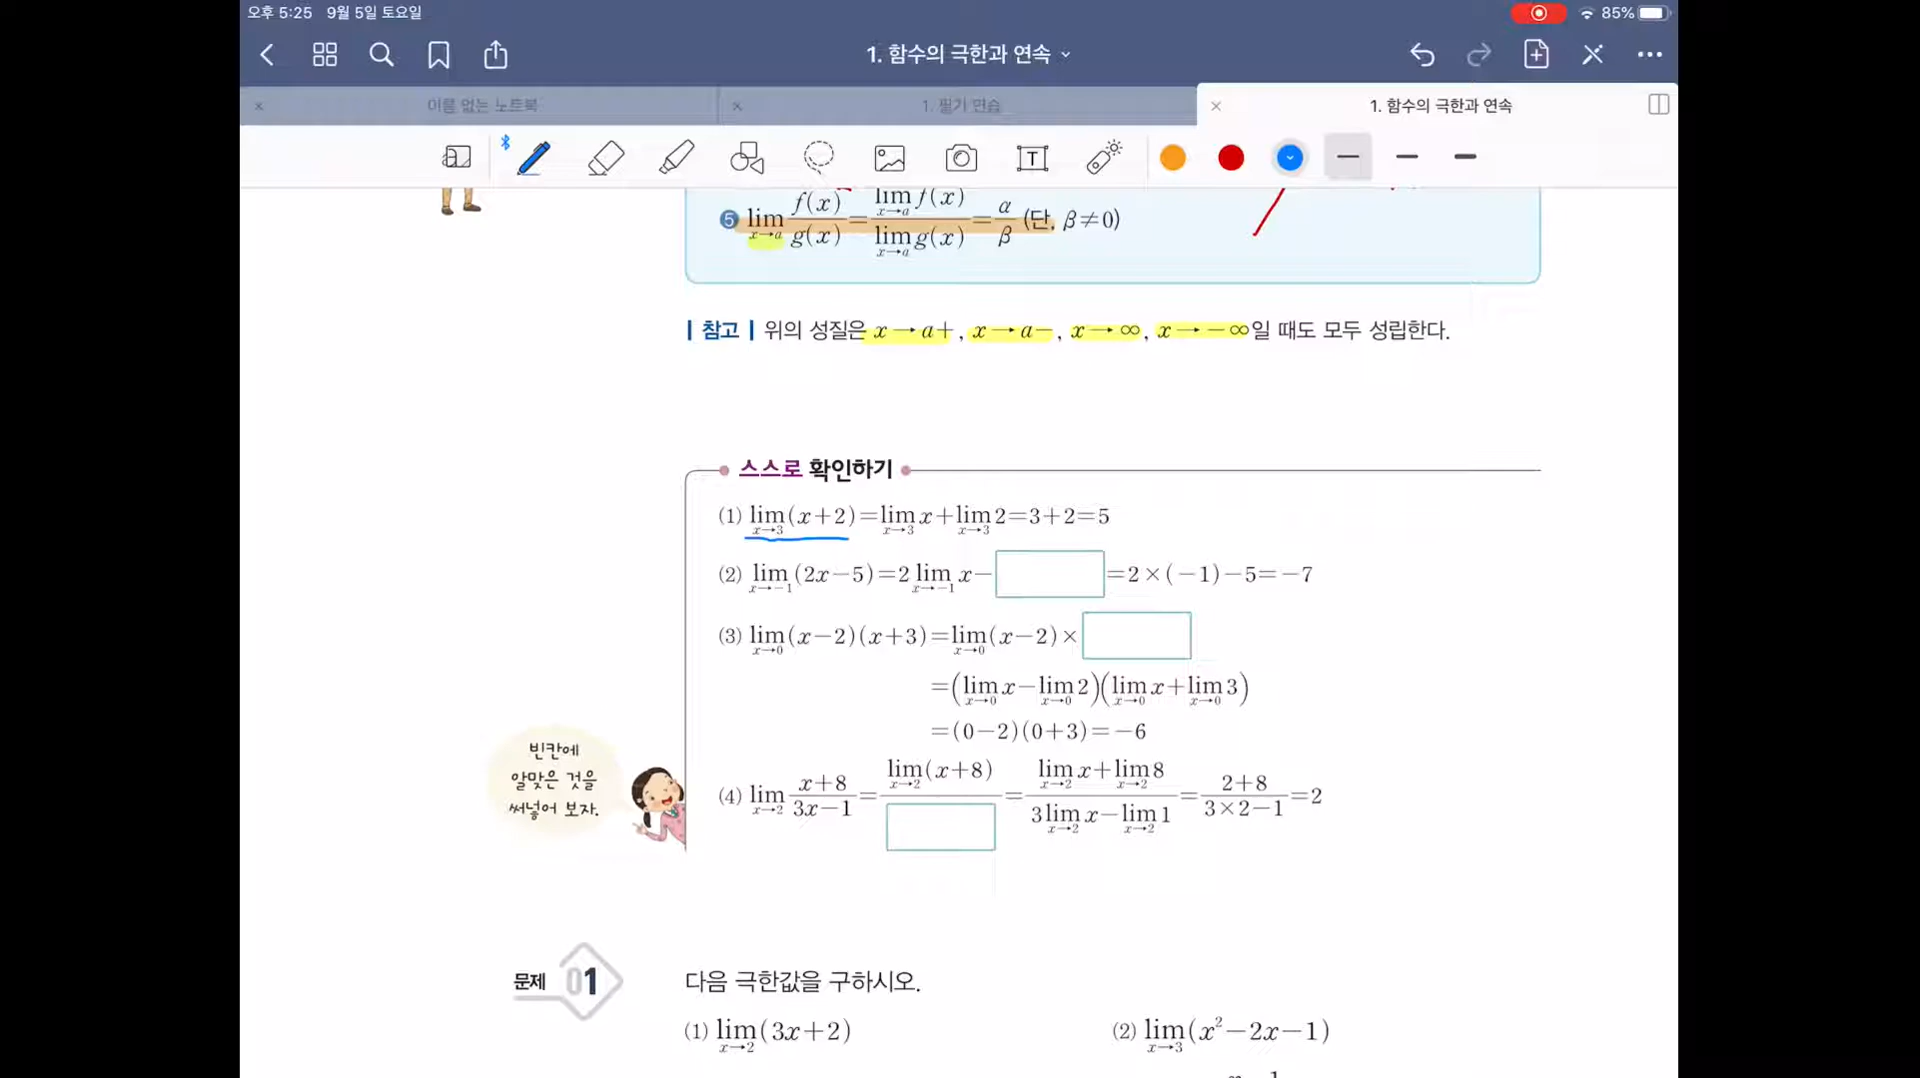 오후 5:25 9월 5일 토요일 85%
1. 함수의 극한과 연속
이름 없는 노트북 1. 필기 연습 1. 함수의 극한과 연속
⑤ lim_{x→a} f(x)/g(x) = lim_{x→a} f(x) / lim_{x→a} g(x) = α/β (단, β≠0)
| 참고 | 위의 성질은 x→a+, x→a−, x→∞, x→−∞일 때도 모두 성립한다.
스스로 확인하기
(1) lim_{x→3}(x+2)=lim_{x→3}x+lim_{x→3}2=3+2=5
(2) lim_{x→−1}(2x−5)=2lim_{x→−1}x− =2×(−1)−5=−7
(3) lim_{x→0}(x−2)(x+3)=lim_{x→0}(x−2)×
=(lim_{x→0}x−lim_{x→0}2)(lim_{x→0}x+lim_{x→0}3)
=(0−2)(0+3)=−6
빈칸에
알맞은 것을
써넣어 보자.
(4) lim_{x→2} (x+8)/(3x−1) = lim_{x→2}(x+8)/ = (lim_{x→2}x+lim_{x→2}8)/(3lim_{x→2}x−lim_{x→2}1) = (2+8)/(3×2−1) = 2
문제 01 다음 극한값을 구하시오.
(1) lim_{x→2}(3x+2) (2) lim_{x→3}(x²−2x−1)